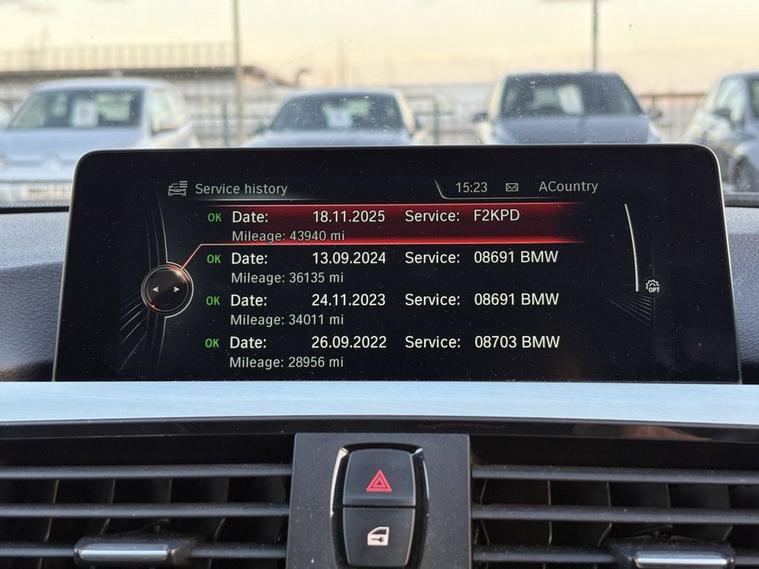 Service history 15:23 ACountry
OK Date: 18.11.2025 Service: F2KPD
Mileage: 43940 mi
OK Date: 13.09.2024 Service: 08691 BMW
Mileage: 36135 mi
OK Date: 24.11.2023 Service: 08691 BMW
Mileage: 34011 mi
OK Date: 26.09.2022 Service: 08703 BMW
Mileage: 28956 mi
OPT